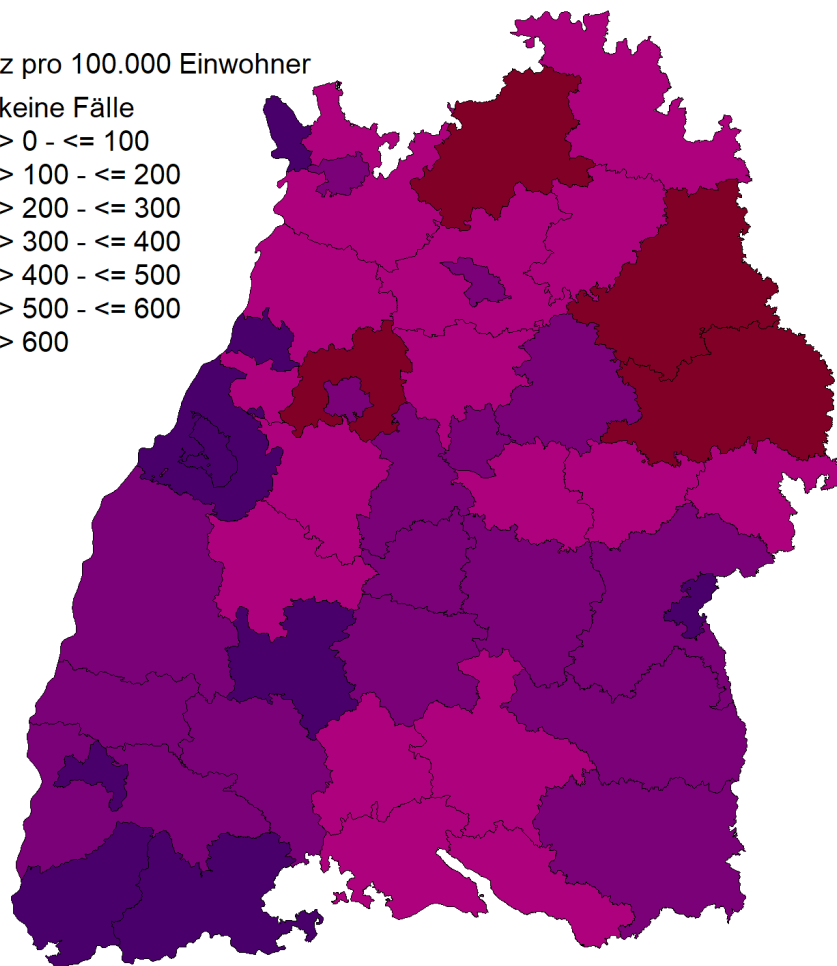 z pro 100.000 Einwohner
keine Fälle
> 0 - <= 100
> 100 - <= 200
> 200 - <= 300
> 300 - <= 400
> 400 - <= 500
> 500 - <= 600
> 600